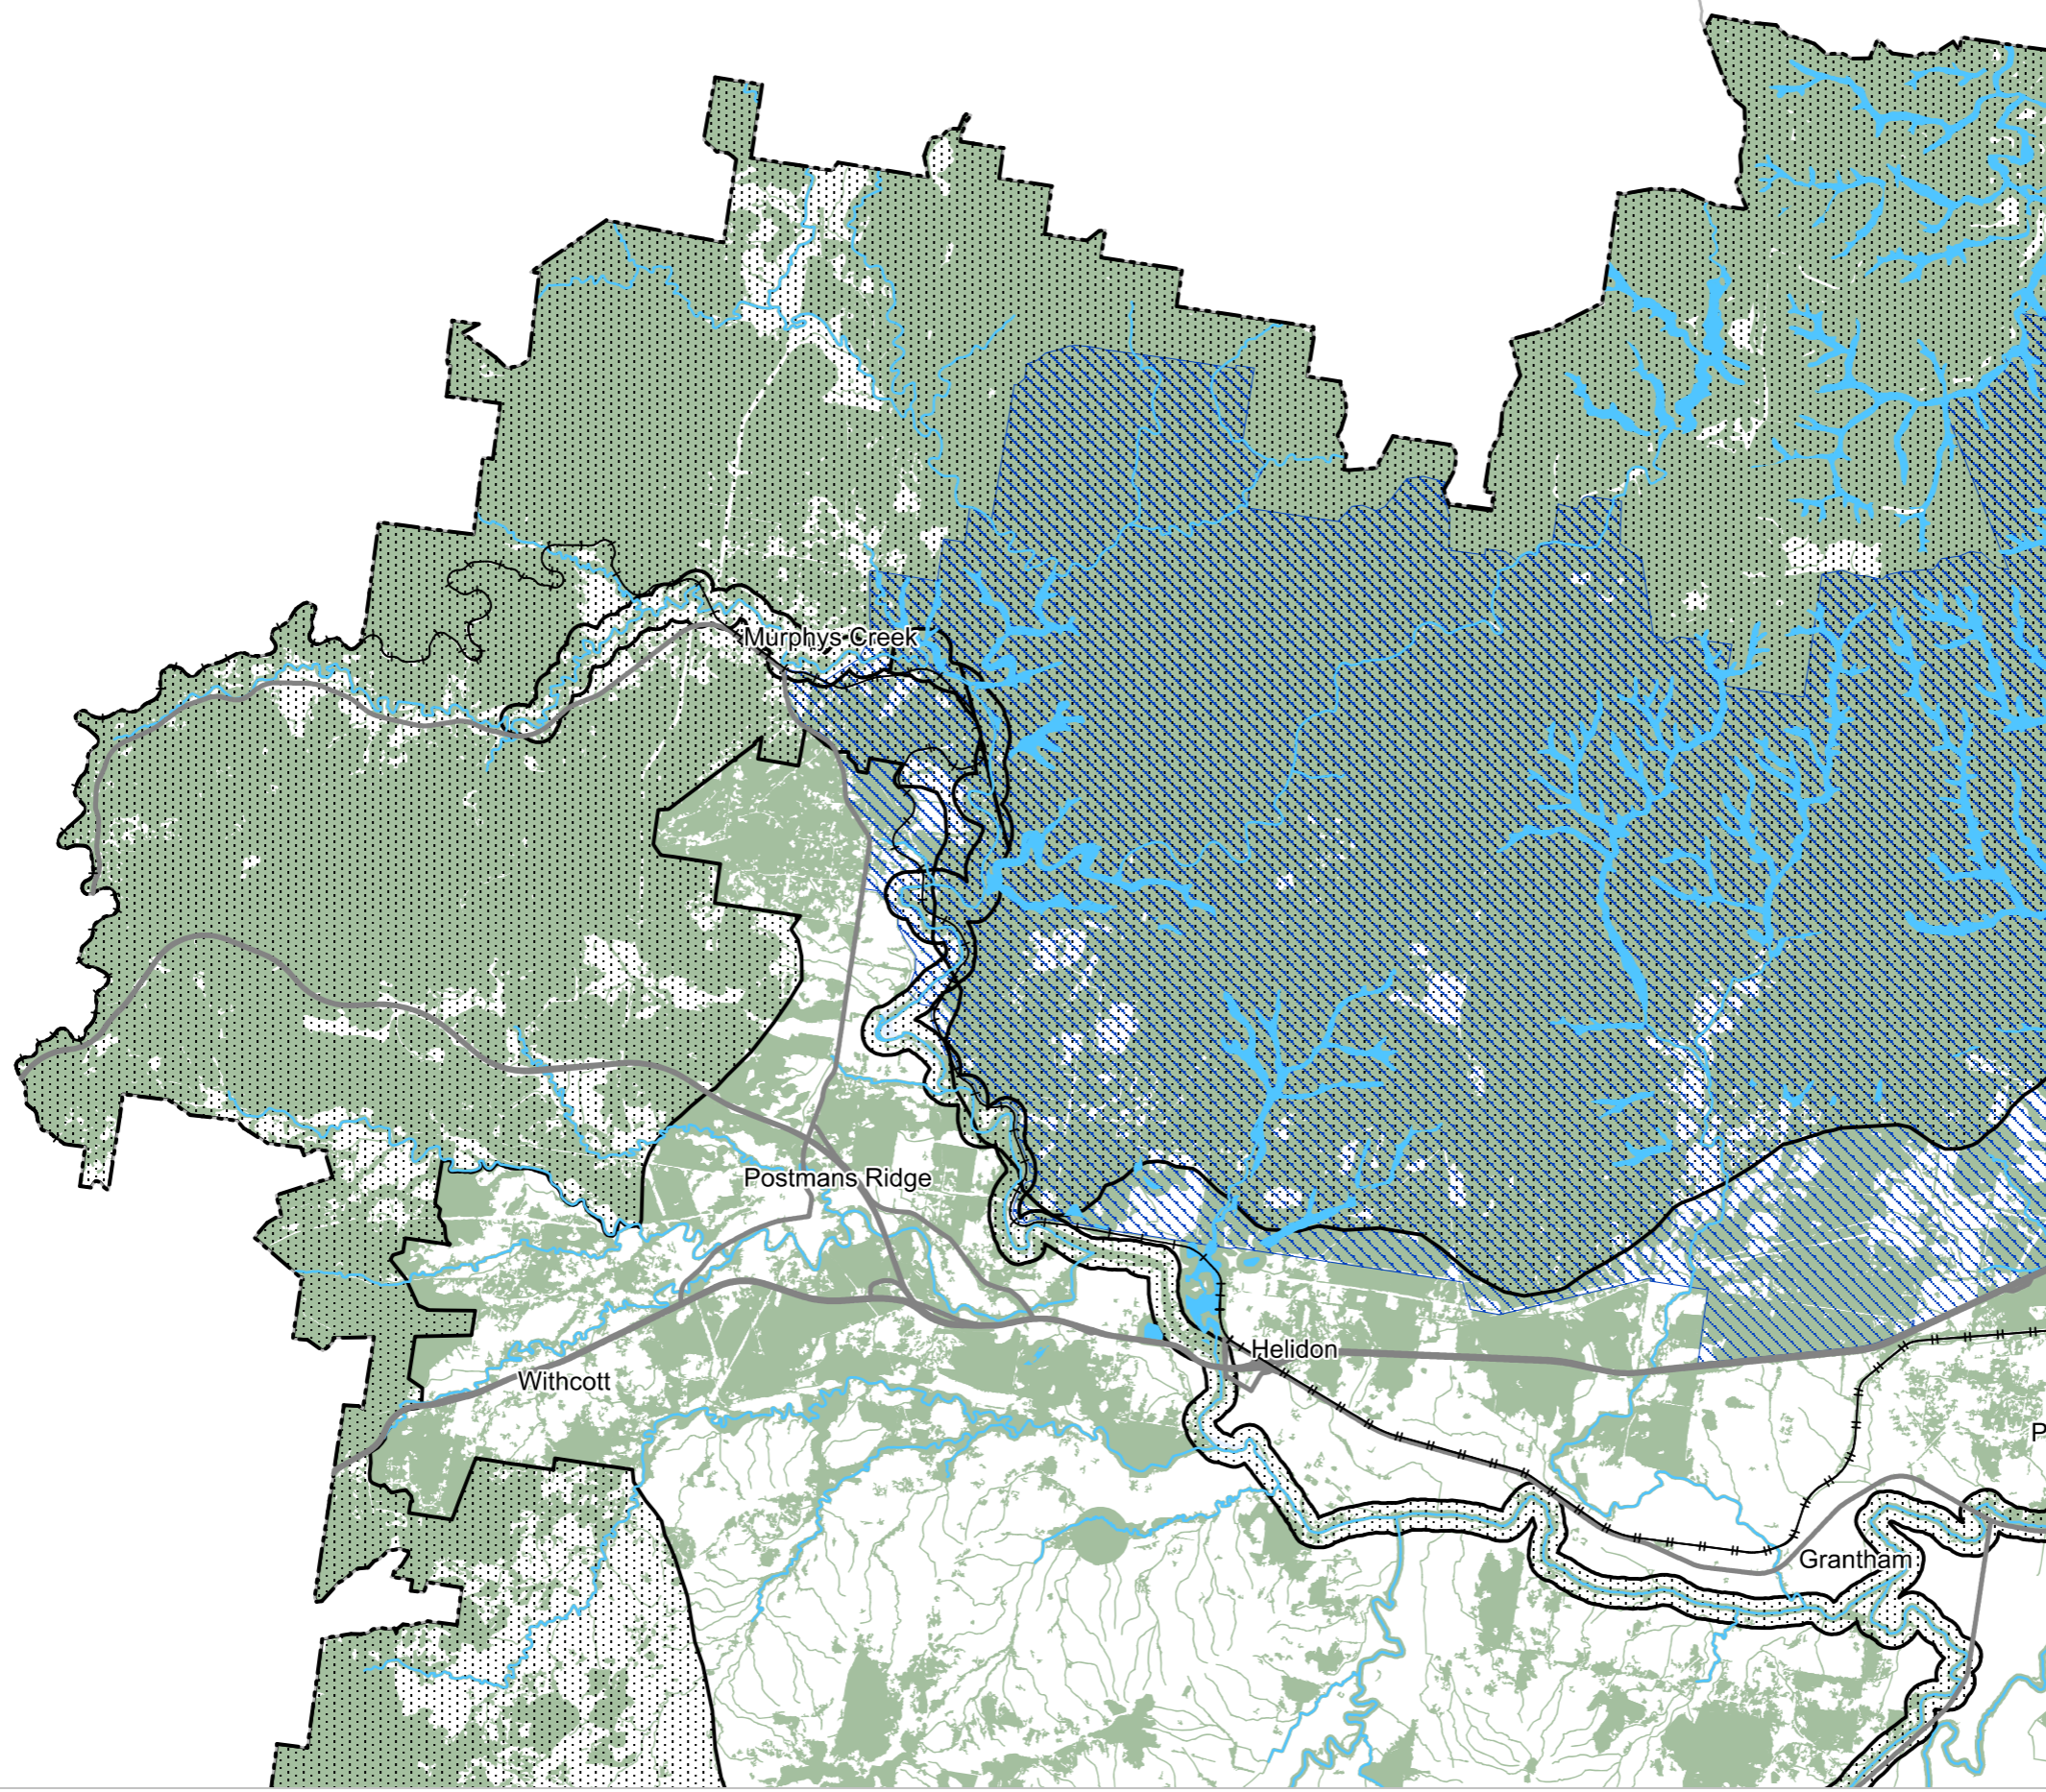 Murphys Creek
Postmans Ridge
Helidon
Withcott
P
Grantham